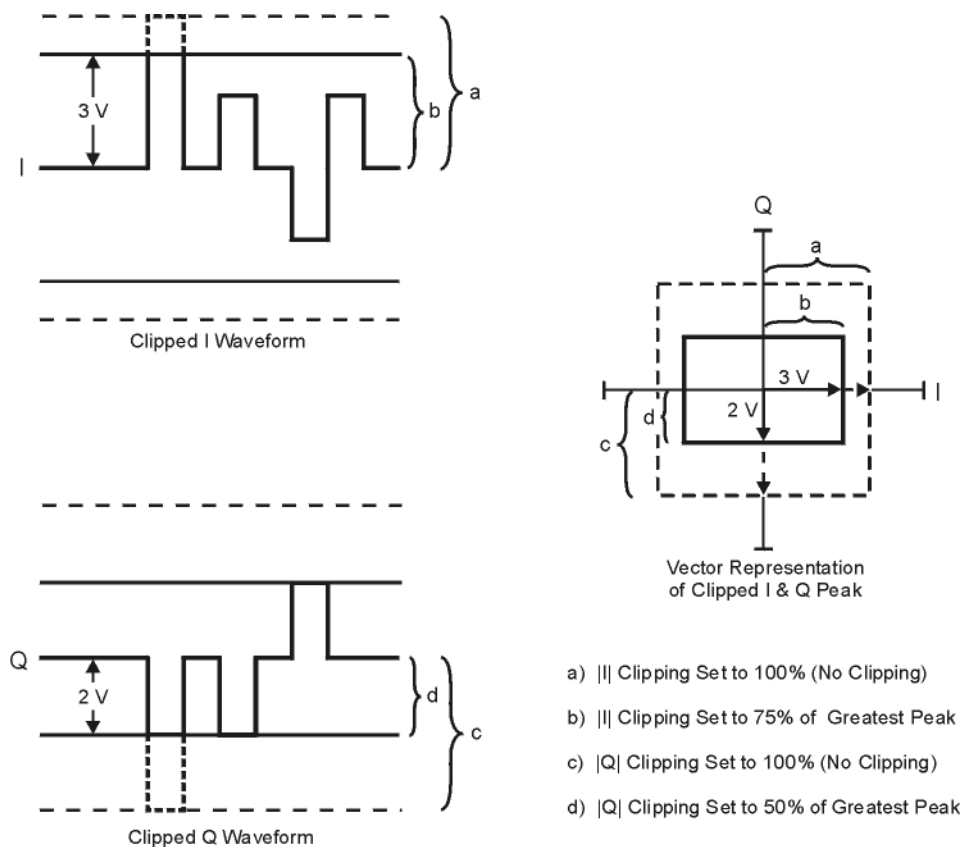 3 V
b
a
I
Clipped I Waveform
Q
a
b
3 V
I
2 V
d
c
Vector Representation
of Clipped I & Q Peak
Q
2 V
d
c
Clipped Q Waveform
a) |I| Clipping Set to 100% (No Clipping)
b) |I| Clipping Set to 75% of Greatest Peak
c) |Q| Clipping Set to 100% (No Clipping)
d) |Q| Clipping Set to 50% of Greatest Peak